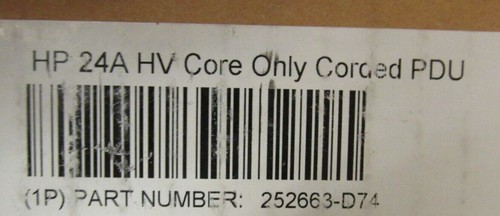 HP 24A HV Core Only Corded PDU
(1P) PART NUMBER: 252663-D74